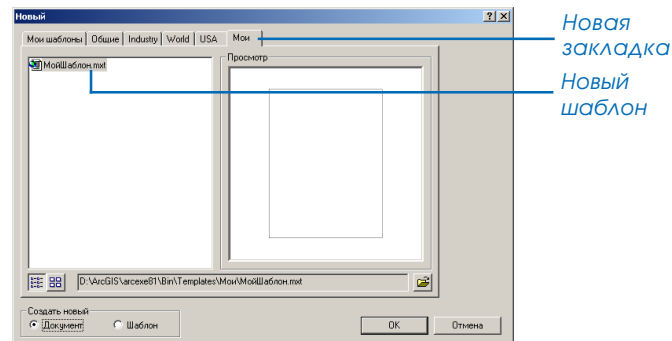 Новый
Мои шаблоны Общие Industry World USA Мои
МойШаблон.mxt
Просмотр
D:\ArcGIS\arcexe81\Bin\Templates\Мои\МойШаблон.mxt
Создать новый
Документ Шаблон
OK Отмена
Новая
закладка
Новый
шаблон